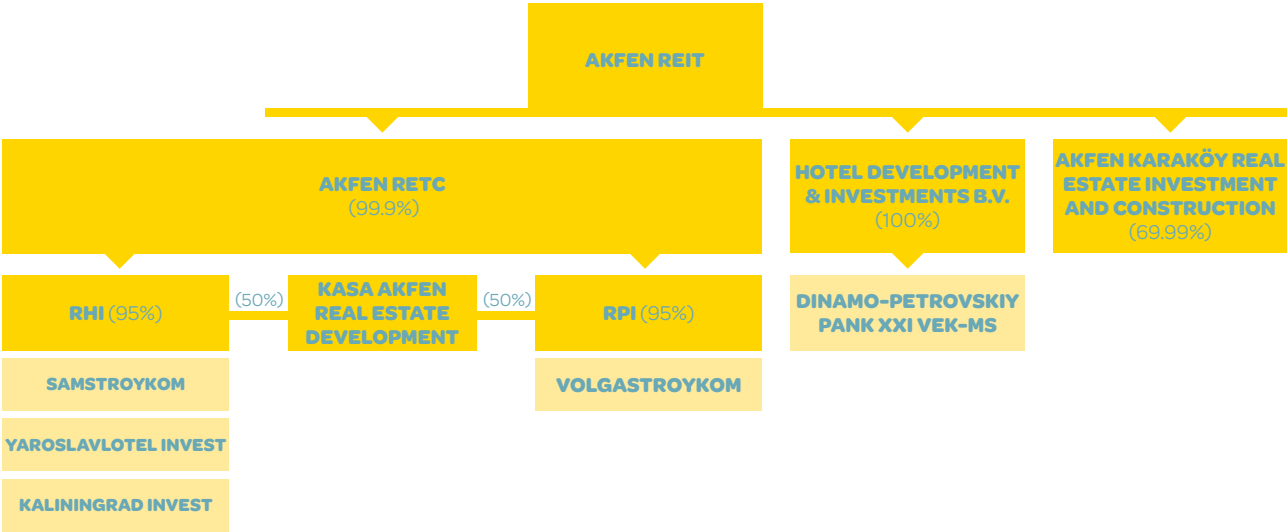 AKFEN REIT
AKFEN RETC
(99.9%)
HOTEL DEVELOPMENT
& INVESTMENTS B.V.
(100%)
AKFEN KARAKÖY REAL
ESTATE INVESTMENT
AND CONSTRUCTION
(69.99%)
RHI (95%)
(50%)
KASA AKFEN
REAL ESTATE
DEVELOPMENT
(50%)
RPI (95%)
DINAMO-PETROVSKIY
PANK XXI VEK-MS
SAMSTROYKOM
VOLGASTROYKOM
YAROSLAVLOTEL INVEST
KALININGRAD INVEST